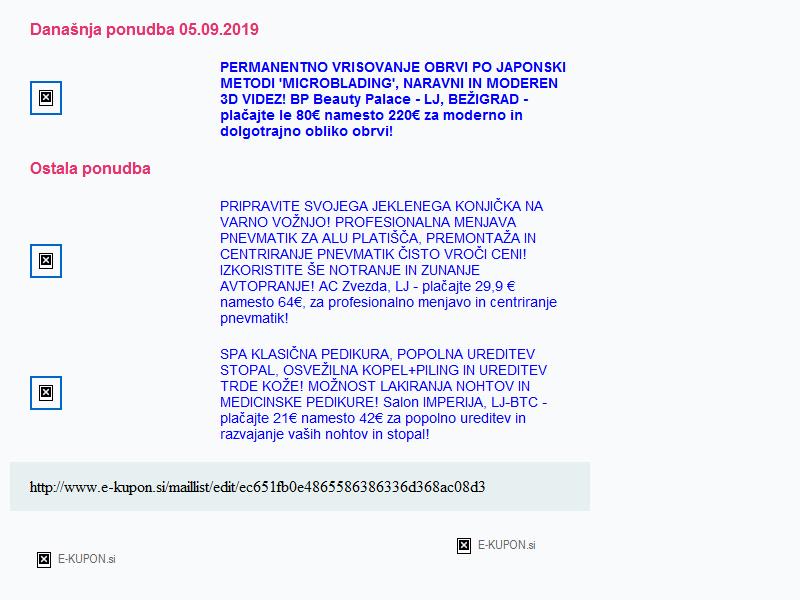 Današnja ponudba 05.09.2019
PERMANENTNO VRISOVANJE OBRVI PO JAPONSKI
METODI 'MICROBLADING', NARAVNI IN MODEREN
3D VIDEZ! BP Beauty Palace - LJ, BEŽIGRAD -
plačajte le 80€ namesto 220€ za moderno in
dolgotrajno obliko obrvi!
Ostala ponudba
PRIPRAVITE SVOJEGA JEKLENEGA KONJIČKA NA
VARNO VOŽNJO! PROFESIONALNA MENJAVA
PNEVMATIK ZA ALU PLATIŠČA, PREMONTAŽA IN
CENTRIRANJE PNEVMATIK ČISTO VROČI CENI!
IZKORISTITE ŠE NOTRANJE IN ZUNANJE
AVTOPRANJE! AC Zvezda, LJ - plačajte 29,9 €
namesto 64€, za profesionalno menjavo in centriranje
pnevmatik!
SPA KLASIČNA PEDIKURA, POPOLNA UREDITEV
STOPAL, OSVEŽILNA KOPEL+PILING IN UREDITEV
TRDE KOŽE! MOŽNOST LAKIRANJA NOHTOV IN
MEDICINSKE PEDIKURE! Salon IMPERIJA, LJ-BTC -
plačajte 21€ namesto 42€ za popolno ureditev in
razvajanje vaših nohtov in stopal!
http://www.e-kupon.si/maillist/edit/ec651fb0e4865586386336d368ac08d3
E-KUPON.si
E-KUPON.si